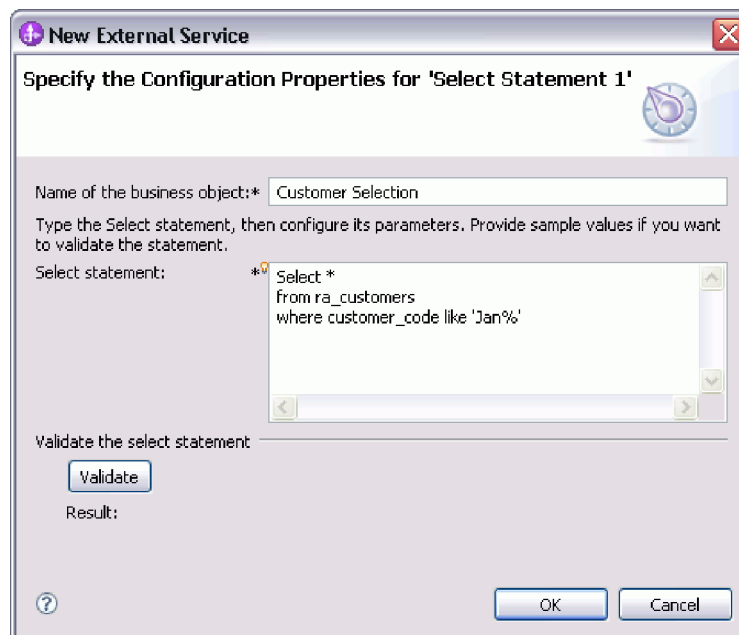 New External Service
Specify the Configuration Properties for 'Select Statement 1'
Name of the business object:* Customer Selection
Type the Select statement, then configure its parameters. Provide sample values if you want
to validate the statement.
Select statement: *
Select *
from ra_customers
where customer_code like 'Jan%'
Validate the select statement
Validate
Result:
? OK Cancel